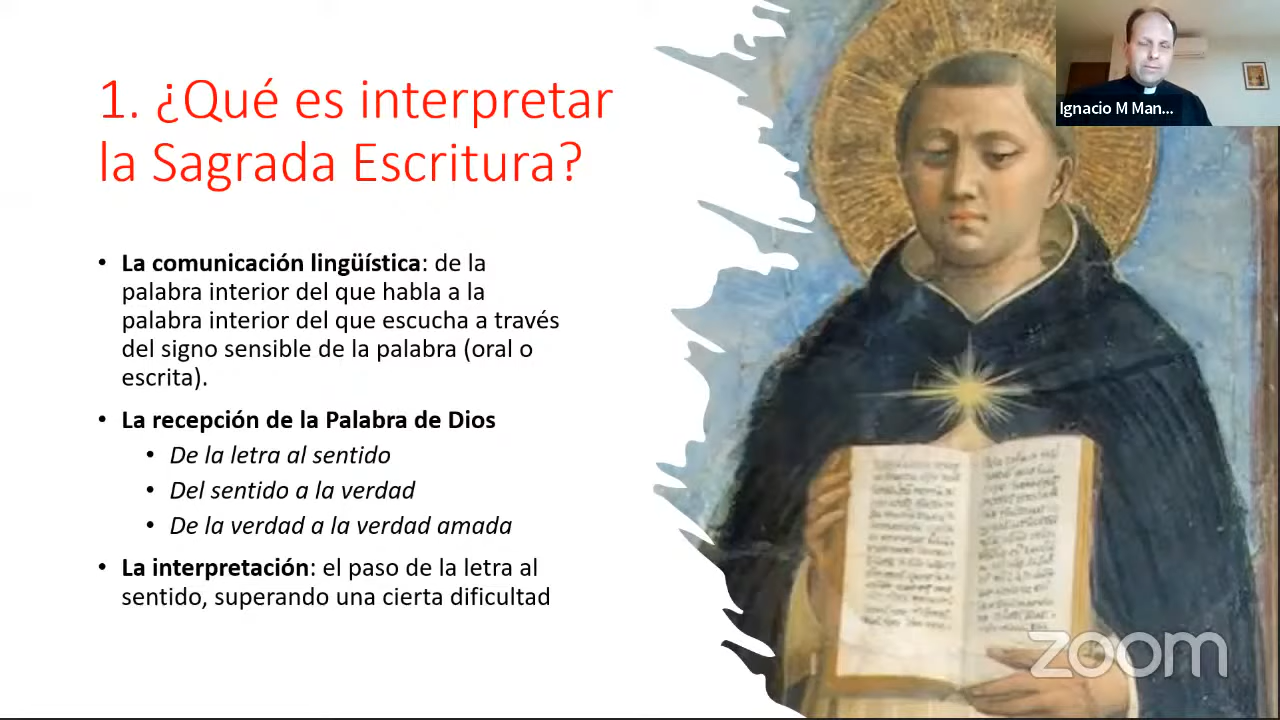 1. ¿Qué es interpretar
la Sagrada Escritura?
• La comunicación lingüística: de la
palabra interior del que habla a la
palabra interior del que escucha a través
del signo sensible de la palabra (oral o
escrita).
• La recepción de la Palabra de Dios
• De la letra al sentido
• Del sentido a la verdad
• De la verdad a la verdad amada
• La interpretación: el paso de la letra al
sentido, superando una cierta dificultad
Ignacio M Man...
zoom